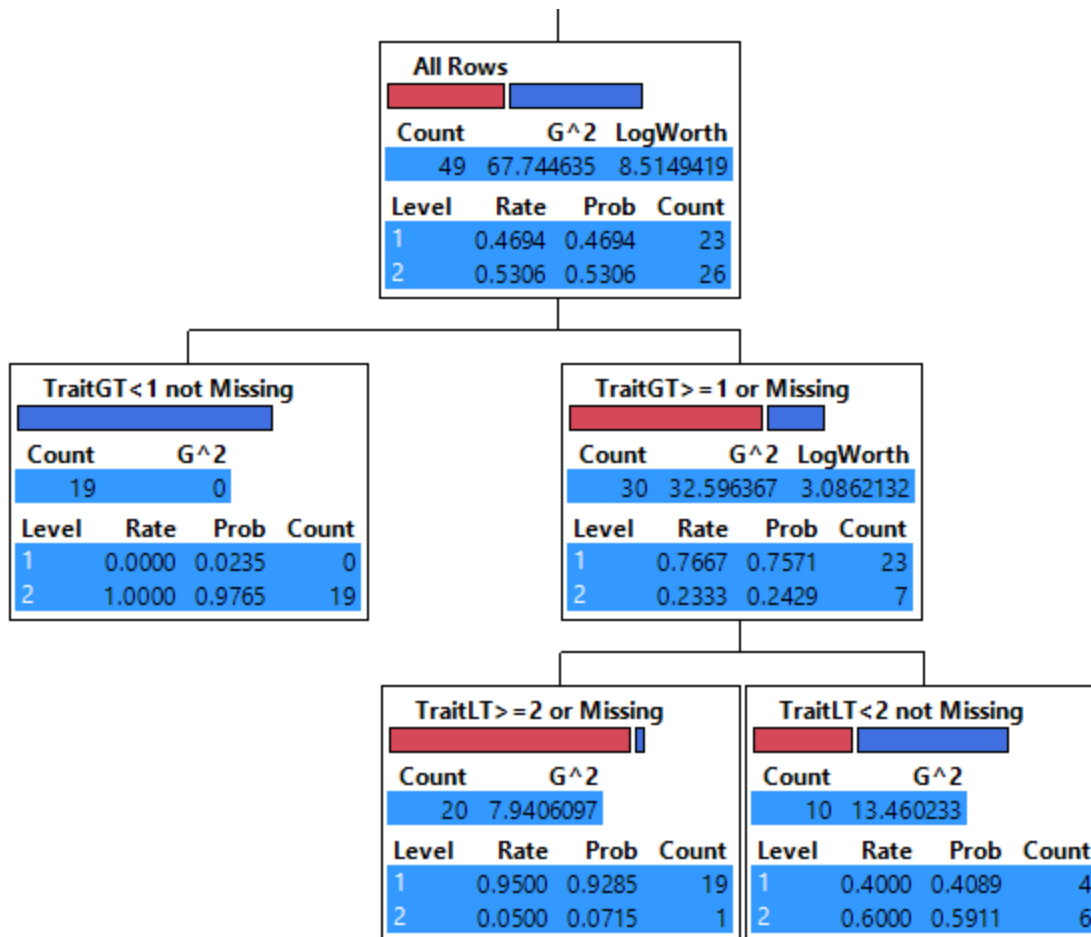 All Rows
Count G^2 LogWorth
49 67.744635 8.5149419
Level Rate Prob Count
1 0.4694 0.4694 23
2 0.5306 0.5306 26
TraitGT<1 not Missing
Count G^2
19 0
Level Rate Prob Count
1 0.0000 0.0235 0
2 1.0000 0.9765 19
TraitGT>=1 or Missing
Count G^2 LogWorth
30 32.596367 3.0862132
Level Rate Prob Count
1 0.7667 0.7571 23
2 0.2333 0.2429 7
TraitLT>=2 or Missing
Count G^2
20 7.9406097
Level Rate Prob Count
1 0.9500 0.9285 19
2 0.0500 0.0715 1
TraitLT<2 not Missing
Count G^2
10 13.460233
Level Rate Prob Count
1 0.4000 0.4089 4
2 0.6000 0.5911 6